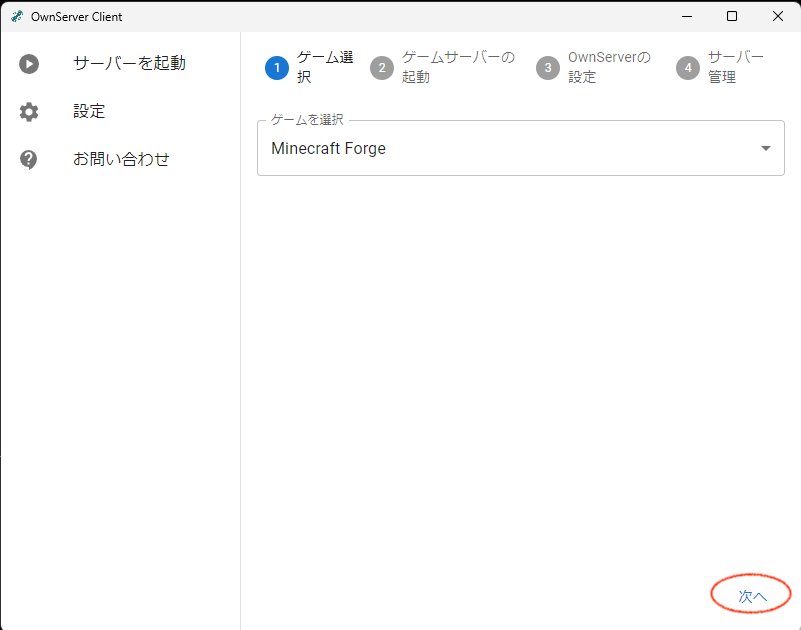 OwnServer Client
サーバーを起動
設定
お問い合わせ
1
ゲーム選
択
2
ゲームサーバーの
起動
3
OwnServerの
設定
4
サーバー
管理
ゲームを選択
Minecraft Forge
次へ